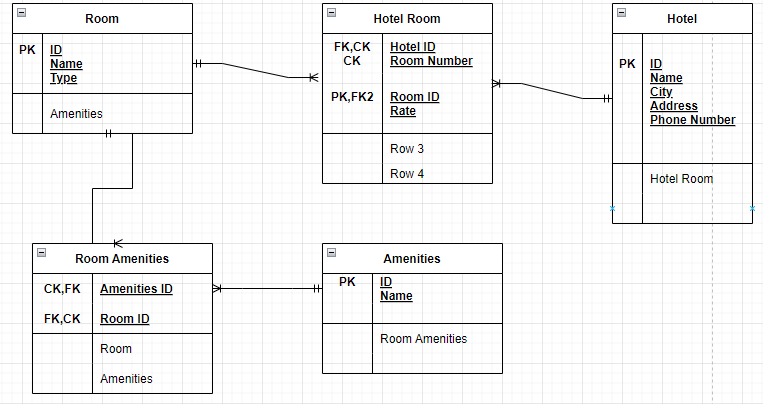 Room
PK
ID
Name
Type
Amenities
Hotel Room
FK,CK
Hotel ID
CK
Room Number
PK,FK2
Room ID
Rate
Row 3
Row 4
Hotel
PK
ID
Name
City
Address
Phone Number
Hotel Room
Room Amenities
CK,FK
Amenities ID
FK,CK
Room ID
Room
Amenities
Amenities
PK
ID
Name
Room Amenities